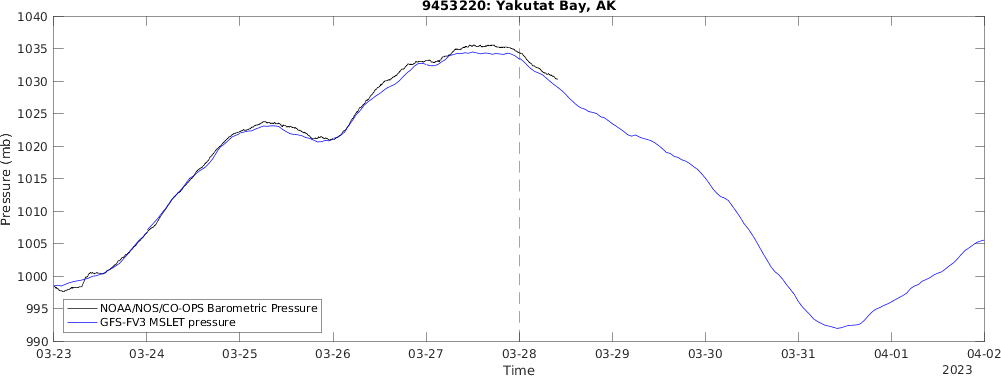 9453220: Yakutat Bay, AK
1040
1035
1030
1025
1020
1015
1010
1005
1000
995
990
Pressure (mb)
NOAA/NOS/CO-OPS Barometric Pressure
GFS-FV3 MSLET pressure
03-23 03-24 03-25 03-26 03-27 03-28 03-29 03-30 03-31 04-01 04-02
Time
2023